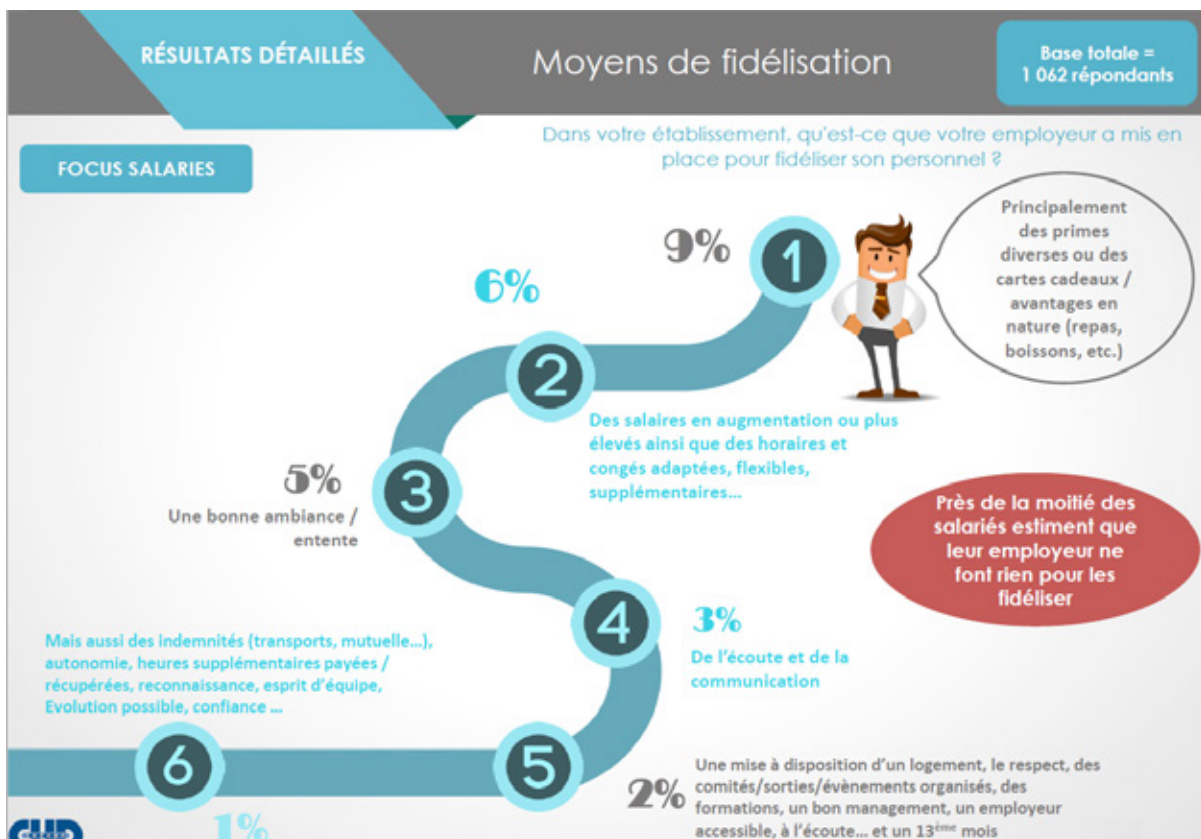 RÉSULTATS DÉTAILLÉS
Moyens de fidélisation
Base totale =
1 062 répondants
FOCUS SALARIES
Dans votre établissement, qu'est-ce que votre employeur a mis en
place pour fidéliser son personnel ?
9%
1
Principalement
des primes
diverses ou des
cartes cadeaux /
avantages en
nature (repas,
boissons, etc.)
6%
2
Des salaires en augmentation ou plus
élevés ainsi que des horaires et
congés adaptées, flexibles,
supplémentaires...
5%
3
Une bonne ambiance /
entente
Près de la moitié des
salariés estiment que
leur employeur ne
font rien pour les
fidéliser
4
3%
De l'écoute et de la
communication
Mais aussi des indemnités (transports, mutuelle...),
autonomie, heures supplémentaires payées /
récupérées, reconnaissance, esprit d'équipe,
Evolution possible, confiance ...
6
1%
5
2%
Une mise à disposition d'un logement, le respect, des
comités/sorties/évènements organisés, des
formations, un bon management, un employeur
accessible, à l'écoute... et un 13ème mois